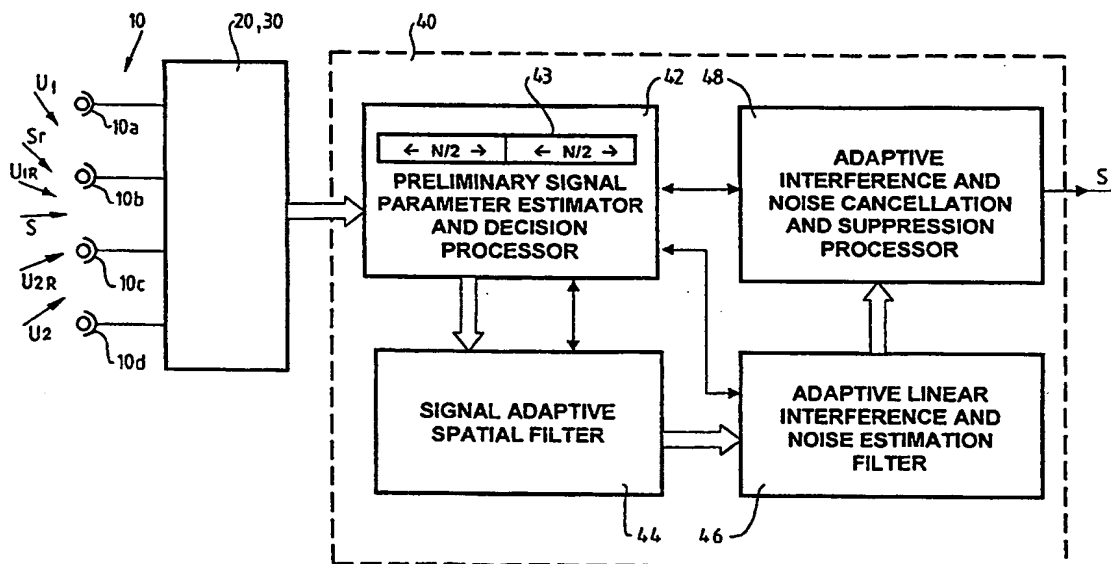 10
20,30
40
43
42
48
U1
10a
Sr
U1R
10b
S
U2R
10c
U2
10d
← N/2 →
← N/2 →
PRELIMINARY SIGNAL
PARAMETER ESTIMATOR
AND DECISION
PROCESSOR
ADAPTIVE
INTERFERENCE AND
NOISE CANCELLATION
AND SUPPRESSION
PROCESSOR
S
SIGNAL ADAPTIVE
SPATIAL FILTER
ADAPTIVE LINEAR
INTERFERENCE AND
NOISE ESTIMATION
FILTER
44
46